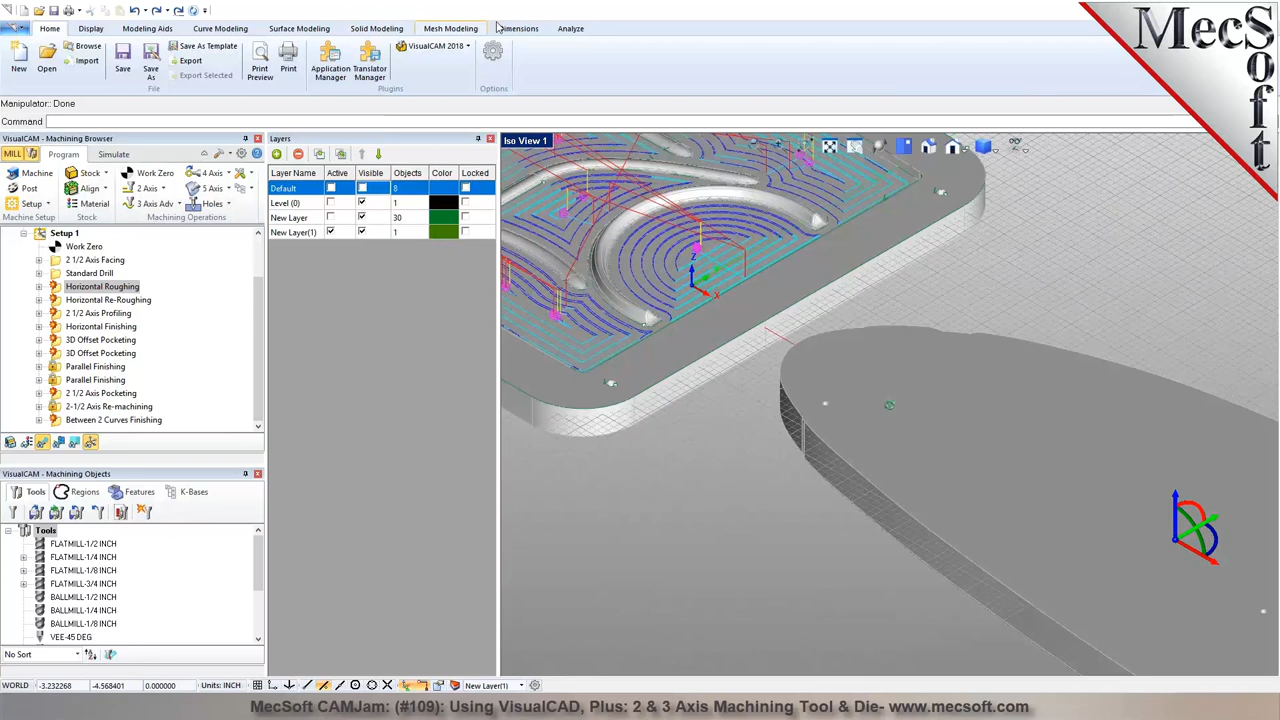 Home Display Modeling Aids Curve Modeling Surface Modeling Solid Modeling Mesh Modeling Dimensions Analyze
New Open Browse Import Save Save As Save As Template Export Export Selected Print Preview Print Application Manager Translator Manager VisualCAM 2018
File Plugins Options
MecSoft
Manipulator:: Done
Command
VisualCAM - Machining Browser
MILL Program Simulate
Machine Stock Work Zero 4 Axis
Post Align 2 Axis 5 Axis
Setup Material 3 Axis Adv Holes
Machine Setup Stock Machining Operations
Setup 1
Work Zero
2 1/2 Axis Facing
Standard Drill
Horizontal Roughing
Horizontal Re-Roughing
2 1/2 Axis Profiling
Horizontal Finishing
3D Offset Pocketing
3D Offset Pocketing
Parallel Finishing
Parallel Finishing
2 1/2 Axis Pocketing
2-1/2 Axis Re-machining
Between 2 Curves Finishing
VisualCAM - Machining Objects
Tools Regions Features K-Bases
Tools
FLATMILL-1/2 INCH
FLATMILL-1/4 INCH
FLATMILL-1/8 INCH
FLATMILL-3/4 INCH
BALLMILL-1/2 INCH
BALLMILL-1/4 INCH
BALLMILL-1/8 INCH
VEE-45 DEG
No Sort
Layers
Layer Name Active Visible Objects Color Locked
Default 8
Level (0) 1
New Layer 30
New Layer(1) 1
Iso View 1
Z
X
WORLD -3.232268 -4.568401 0.000000 Units: INCH New Layer(1)
MecSoft CAMJam: (#109): Using VisualCAD, Plus: 2 & 3 Axis Machining Tool & Die- www.mecsoft.com